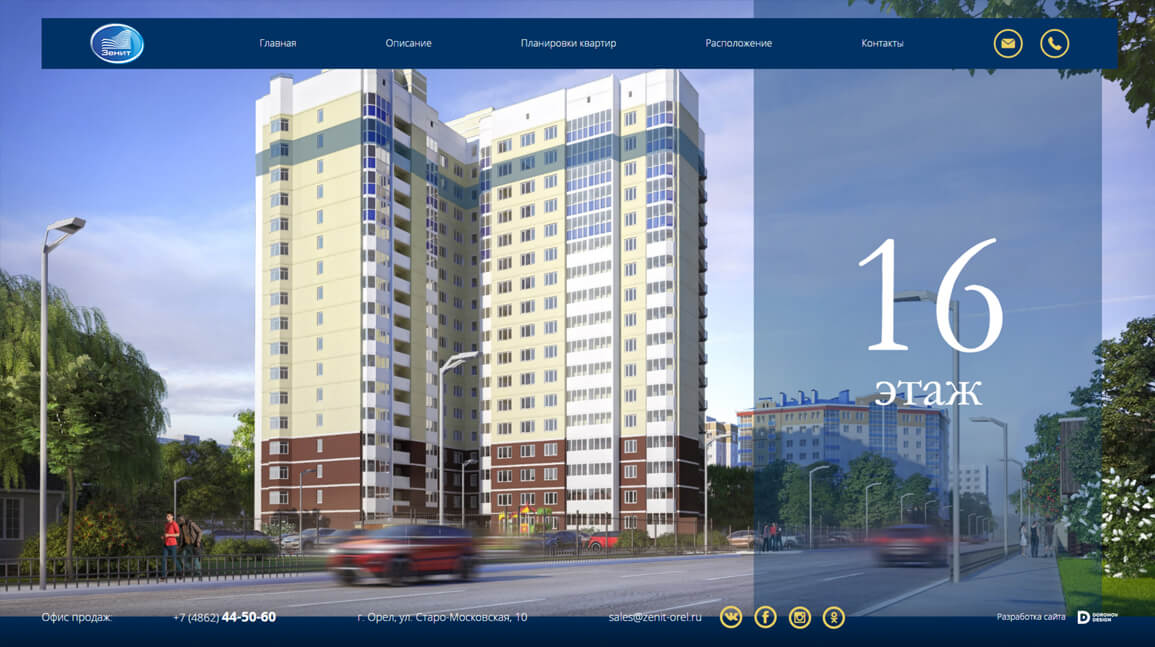 Зенит
Главная
Описание
Планировки квартир
Расположение
Контакты
16
этаж
Офис продаж:
+7 (4862) 44-50-60
г. Орел, ул. Старо-Московская, 10
sales@zenit-orel.ru
Разработка сайта
DORONOV
DESIGN